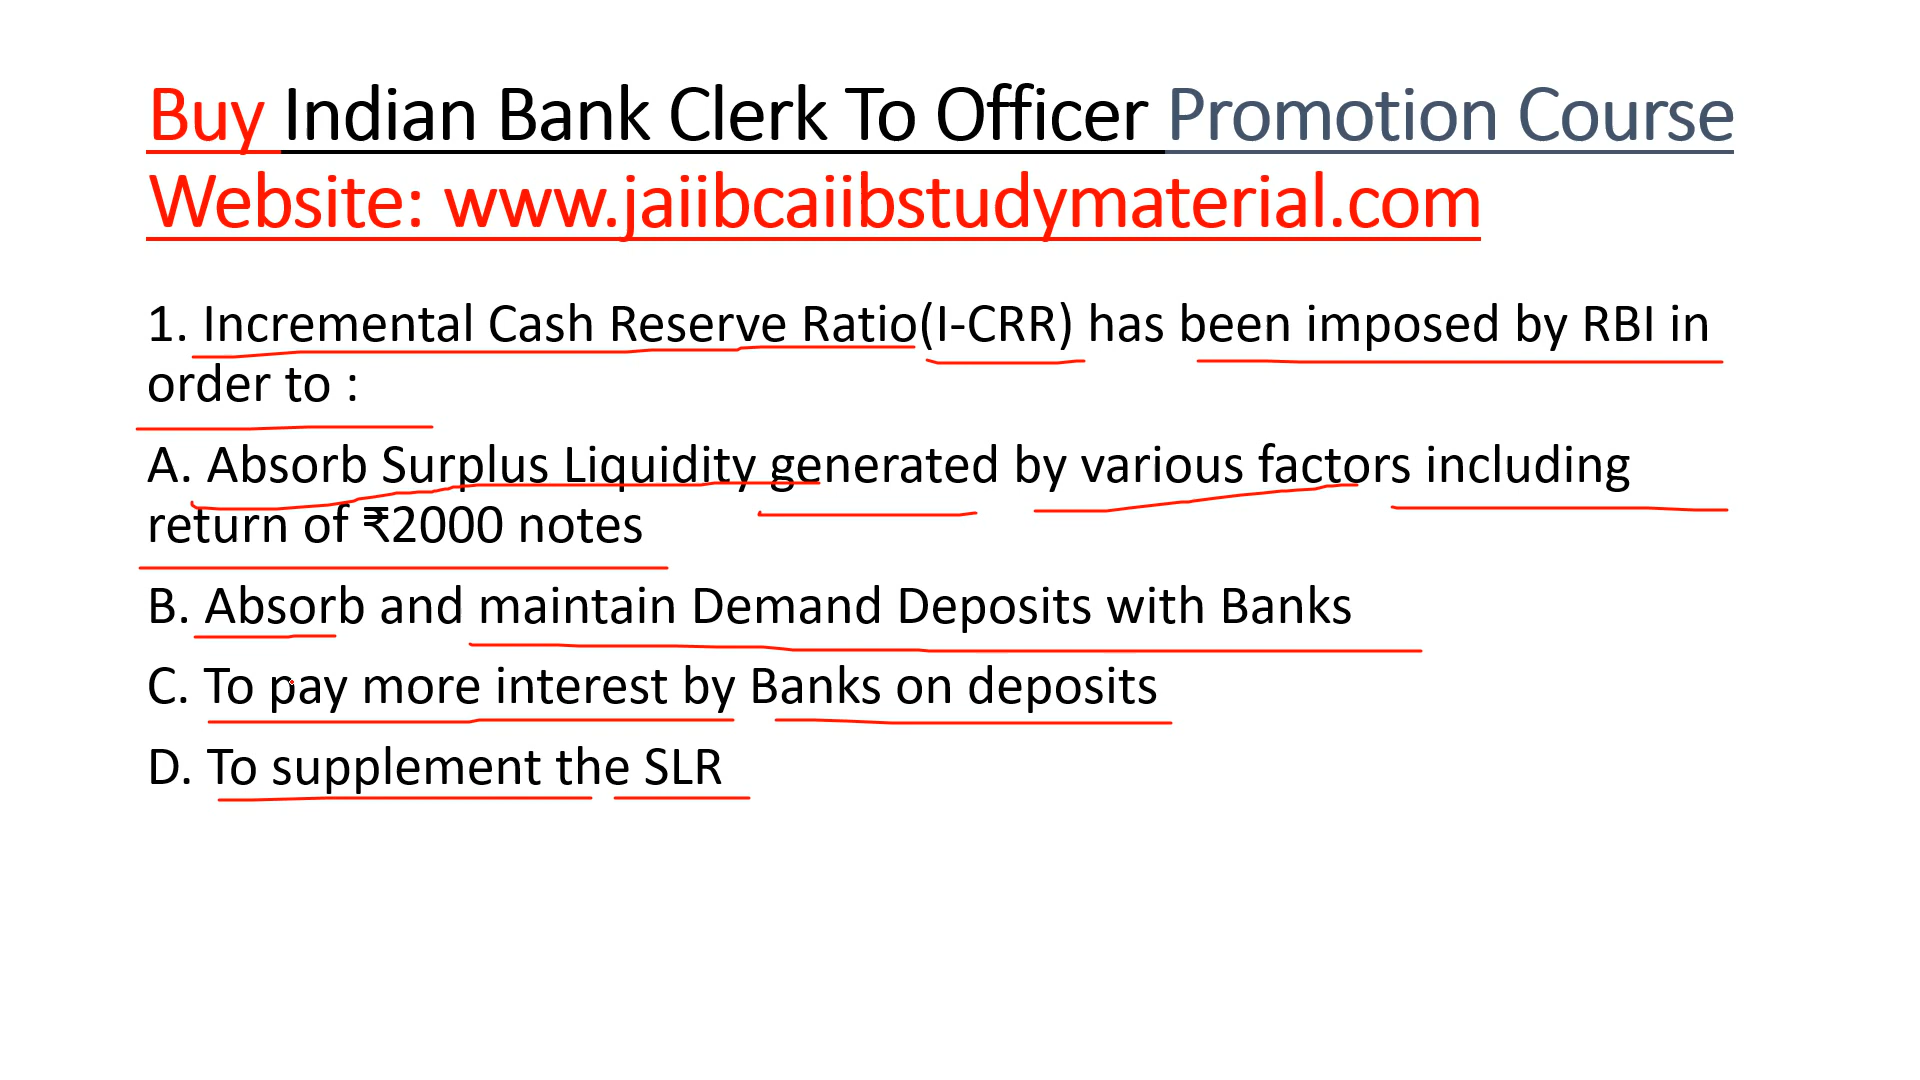 Buy Indian Bank Clerk To Officer Promotion Course
Website: www.jaiibcaiibstudymaterial.com
1. Incremental Cash Reserve Ratio(I-CRR) has been imposed by RBI in
order to :
A. Absorb Surplus Liquidity generated by various factors including
return of ₹2000 notes
B. Absorb and maintain Demand Deposits with Banks
C. To pay more interest by Banks on deposits
D. To supplement the SLR